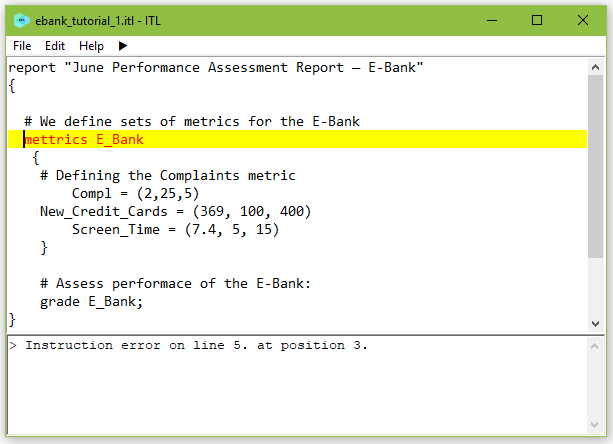 ebank_tutorial_1.itl - ITL
File Edit Help
report "June Performance Assessment Report – E-Bank"
{
# We define sets of metrics for the E-Bank
mettrics E_Bank
{
# Defining the Complaints metric
Compl = (2,25,5)
New_Credit_Cards = (369, 100, 400)
Screen_Time = (7.4, 5, 15)
}
# Assess performace of the E-Bank:
grade E_Bank;
}
> Instruction error on line 5. at position 3.